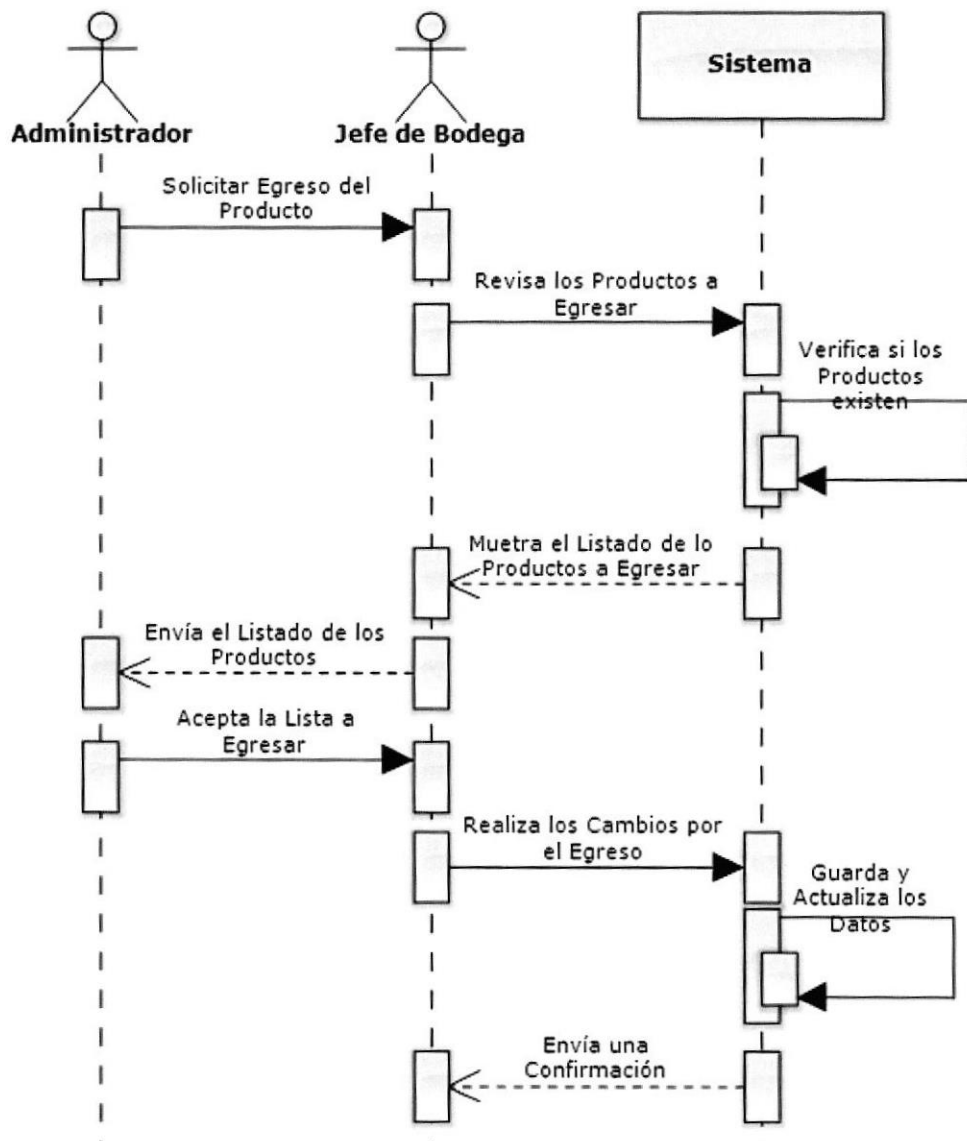 Administrador
Jefe de Bodega
Sistema
Solicitar Egreso del
Producto
Revisa los Productos a
Egresar
Verifica si los
Productos
existen
Muetra el Listado de lo
Productos a Egresar
Envía el Listado de los
Productos
Acepta la Lista a
Egresar
Realiza los Cambios por
el Egreso
Guarda y
Actualiza los
Datos
Envía una
Confirmación